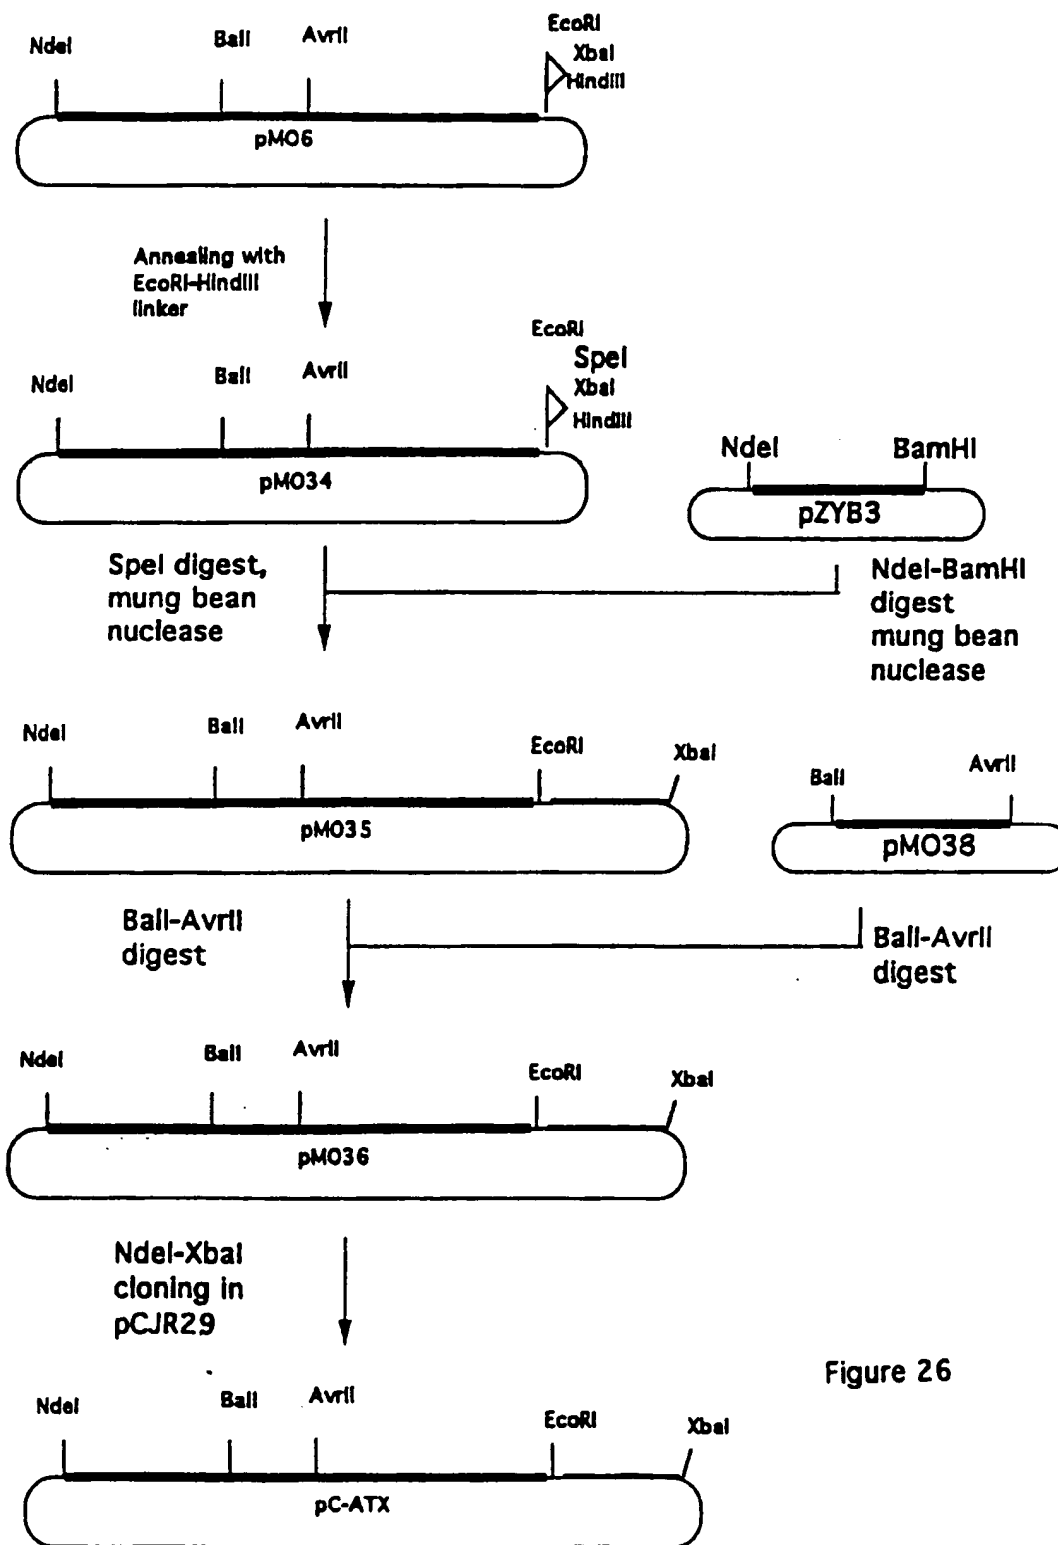 EcoRI
NdeI
BalI
AvrII
XbaI
HindIII
pMO6
Annealing with
EcoRI-HindIII
linker
EcoRI
SpeI
NdeI
BalI
AvrII
XbaI
HindIII
pMO34
NdeI
BamHI
pZYB3
SpeI digest,
mung bean
nuclease
NdeI-BamHI
digest
mung bean
nuclease
NdeI
BalI
AvrII
EcoRI
XbaI
pMO35
BalI
AvrII
pMO38
BalI-AvrII
digest
BalI-AvrII
digest
NdeI
BalI
AvrII
EcoRI
XbaI
pMO36
NdeI-XbaI
cloning in
pCJR29
Figure 26
NdeI
BalI
AvrII
EcoRI
XbaI
pC-ATX